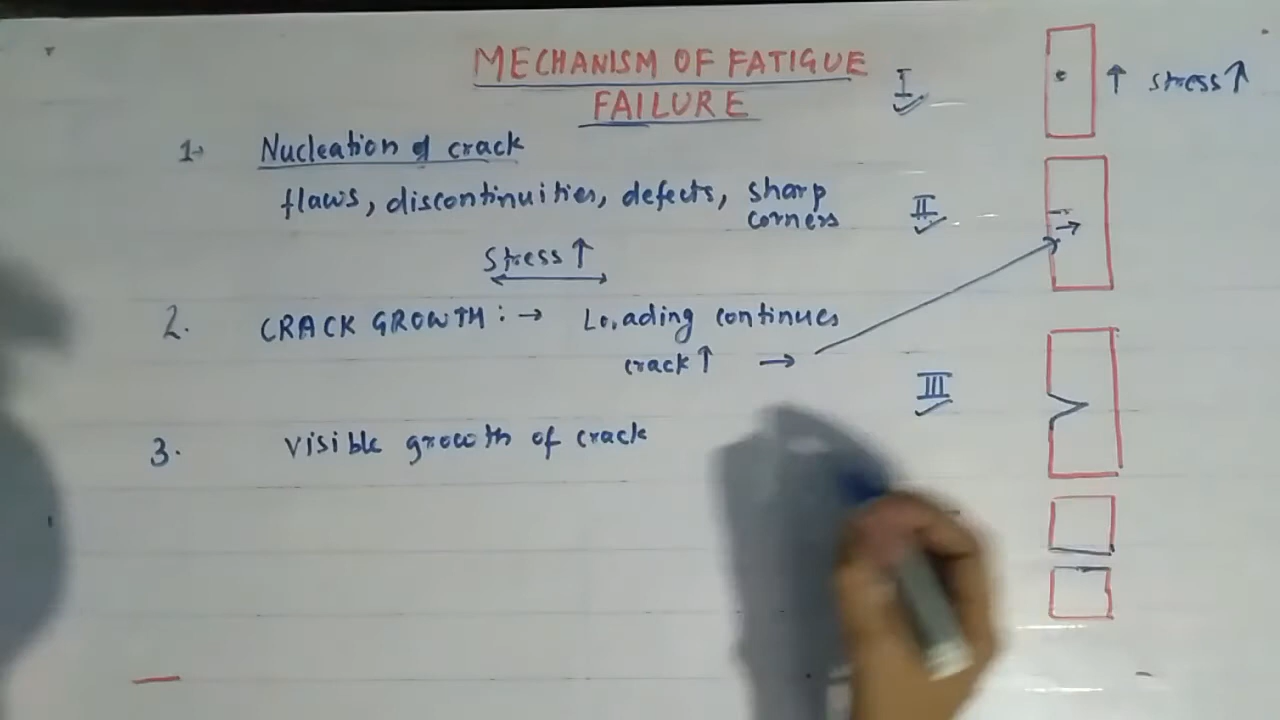 MECHANISM OF FATIGUE
FAILURE
1→ Nucleation of crack
flaws, discontinuities, defects, sharp
corners
Stress ↑
2. CRACK GROWTH : → Loading continues
crack ↑ →
3. visible growth of crack
I
↑ stress ↑
II
→
III